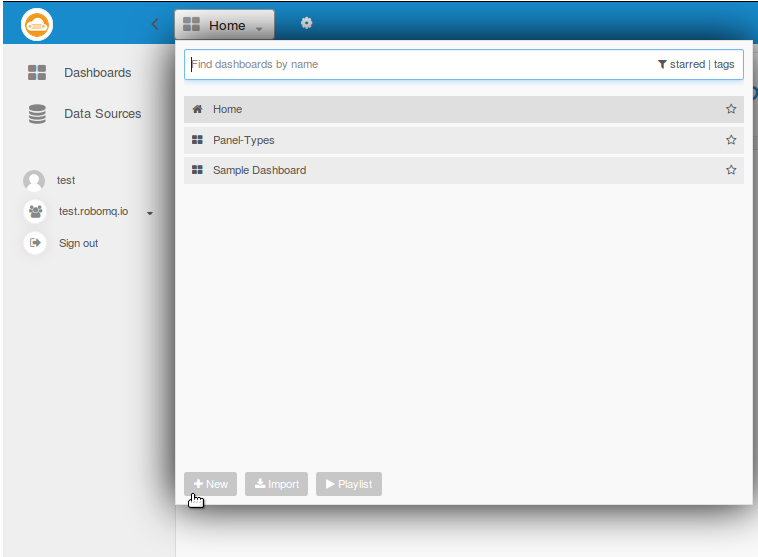 Home
Dashboards
Data Sources
test
test.robomq.io
Sign out
Find dashboards by name
starred | tags
Home
Panel-Types
Sample Dashboard
New
Import
Playlist